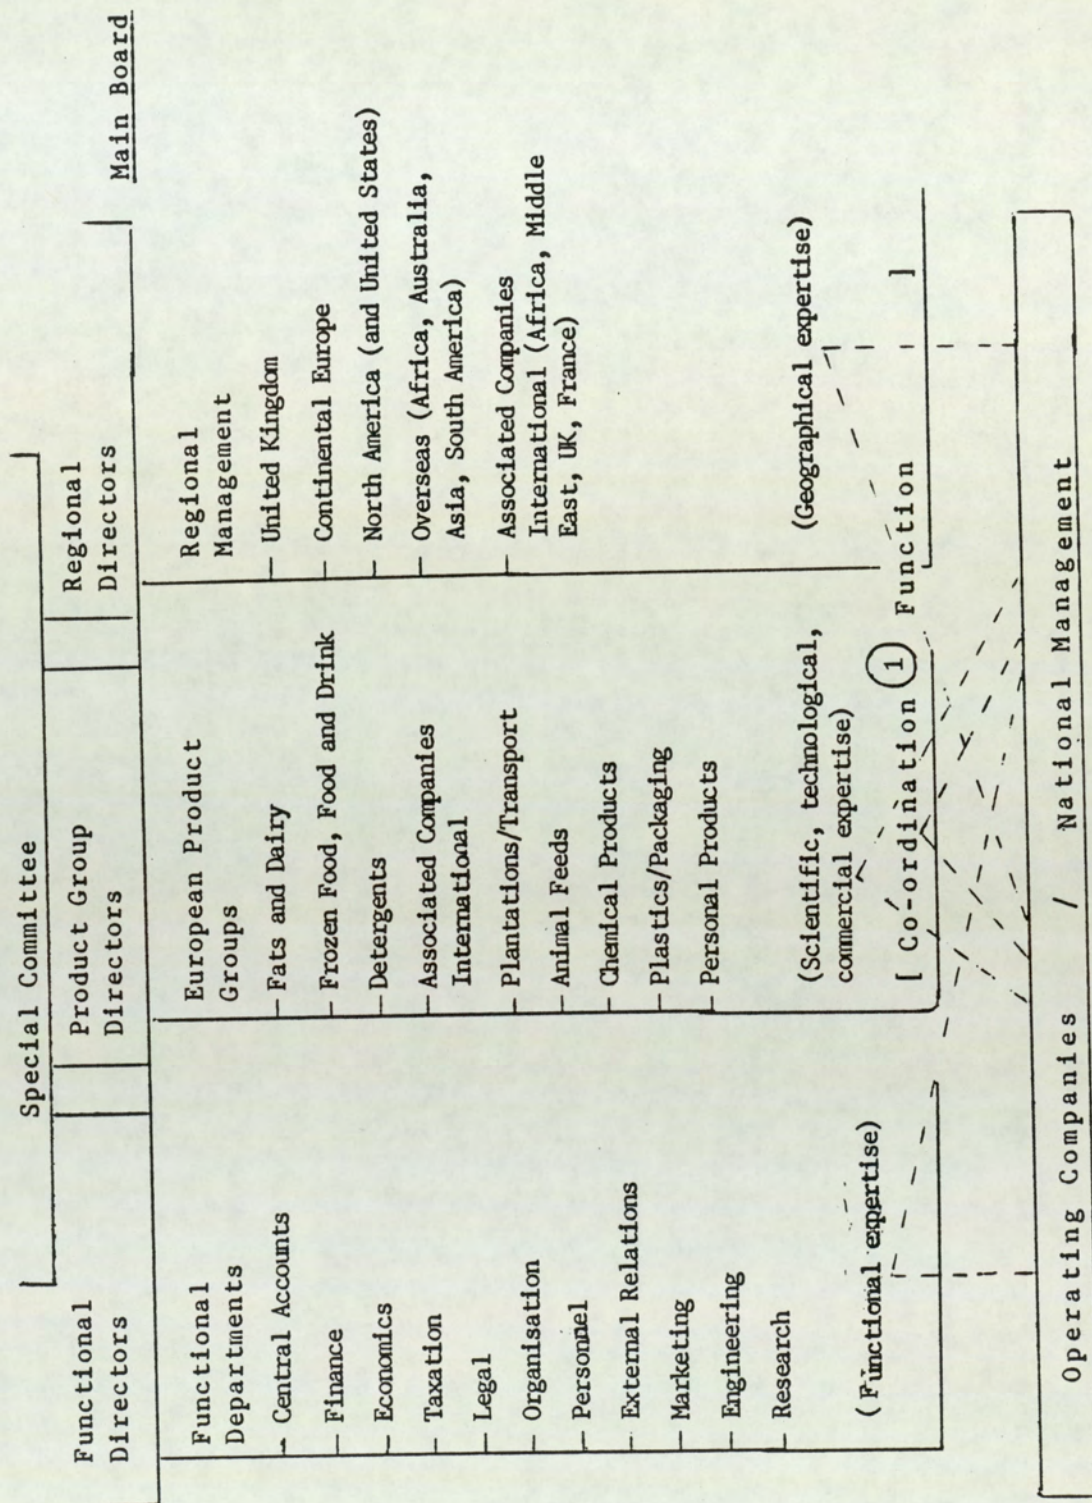 Special Committee
Main Board
Functional
Directors
Product Group
Directors
Regional
Directors
Functional
Departments
Central Accounts
Finance
Economics
Taxation
Legal
Organisation
Personnel
External Relations
Marketing
Engineering
Research
(Functional expertise)
European Product
Groups
Fats and Dairy
Frozen Food, Food and Drink
Detergents
Associated Companies
International
Plantations/Transport
Animal Feeds
Chemical Products
Plastics/Packaging
Personal Products
(Scientific, technological,
commercial expertise)
Regional
Management
United Kingdom
Continental Europe
North America (and United States)
Overseas (Africa, Australia,
Asia, South America)
Associated Companies
International (Africa, Middle
East, UK, France)
(Geographical expertise)
[ Co-ordination 1 Function ]
Operating Companies / National Management